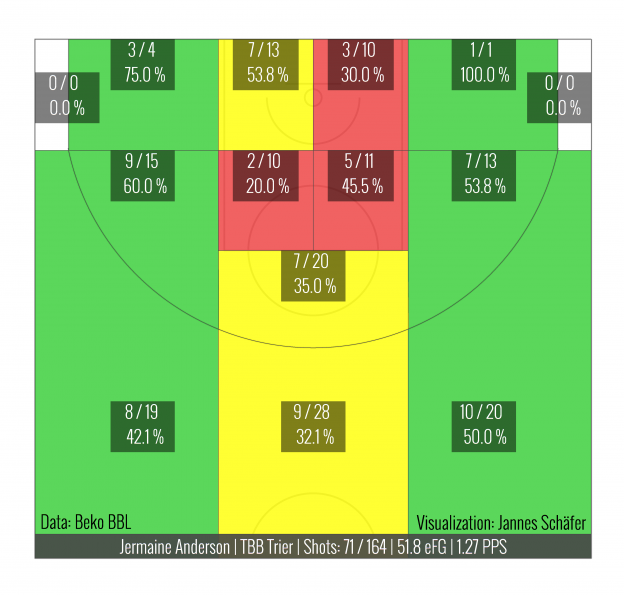 3 / 4
75.0 %
7 / 13
53.8 %
3 / 10
30.0 %
1 / 1
100.0 %
0 / 0
0.0 %
0 / 0
0.0 %
9 / 15
60.0 %
2 / 10
20.0 %
5 / 11
45.5 %
7 / 13
53.8 %
7 / 20
35.0 %
8 / 19
42.1 %
9 / 28
32.1 %
10 / 20
50.0 %
Data: Beko BBL
Visualization: Jannes Schäfer
Jermaine Anderson | TBB Trier | Shots: 71 / 164 | 51.8 eFG | 1.27 PPS